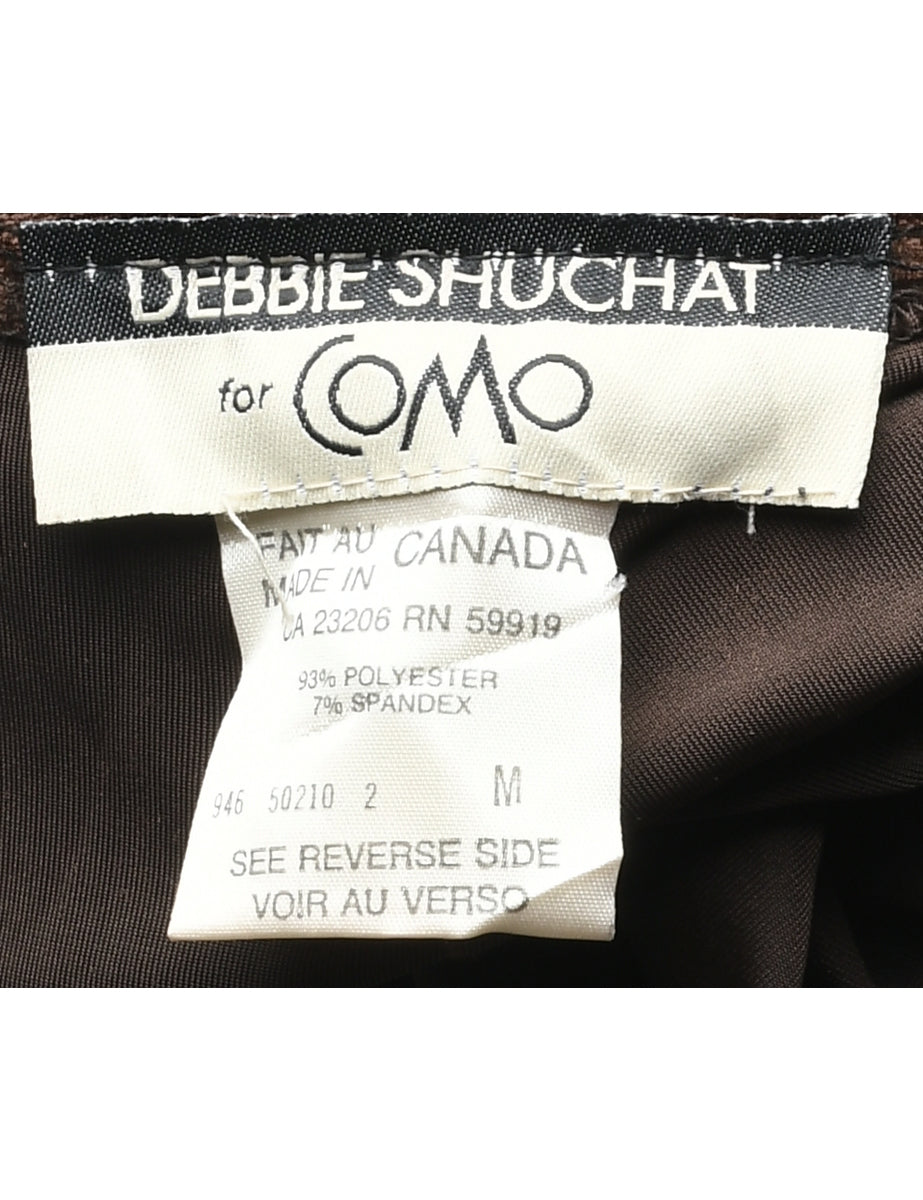 DEBBIE SHUCHAT
for COMO
FAIT AU CANADA
MADE IN
CA 23206 RN 59919
93% POLYESTER
7% SPANDEX
946 50210 2 M
SEE REVERSE SIDE
VOIR AU VERSO